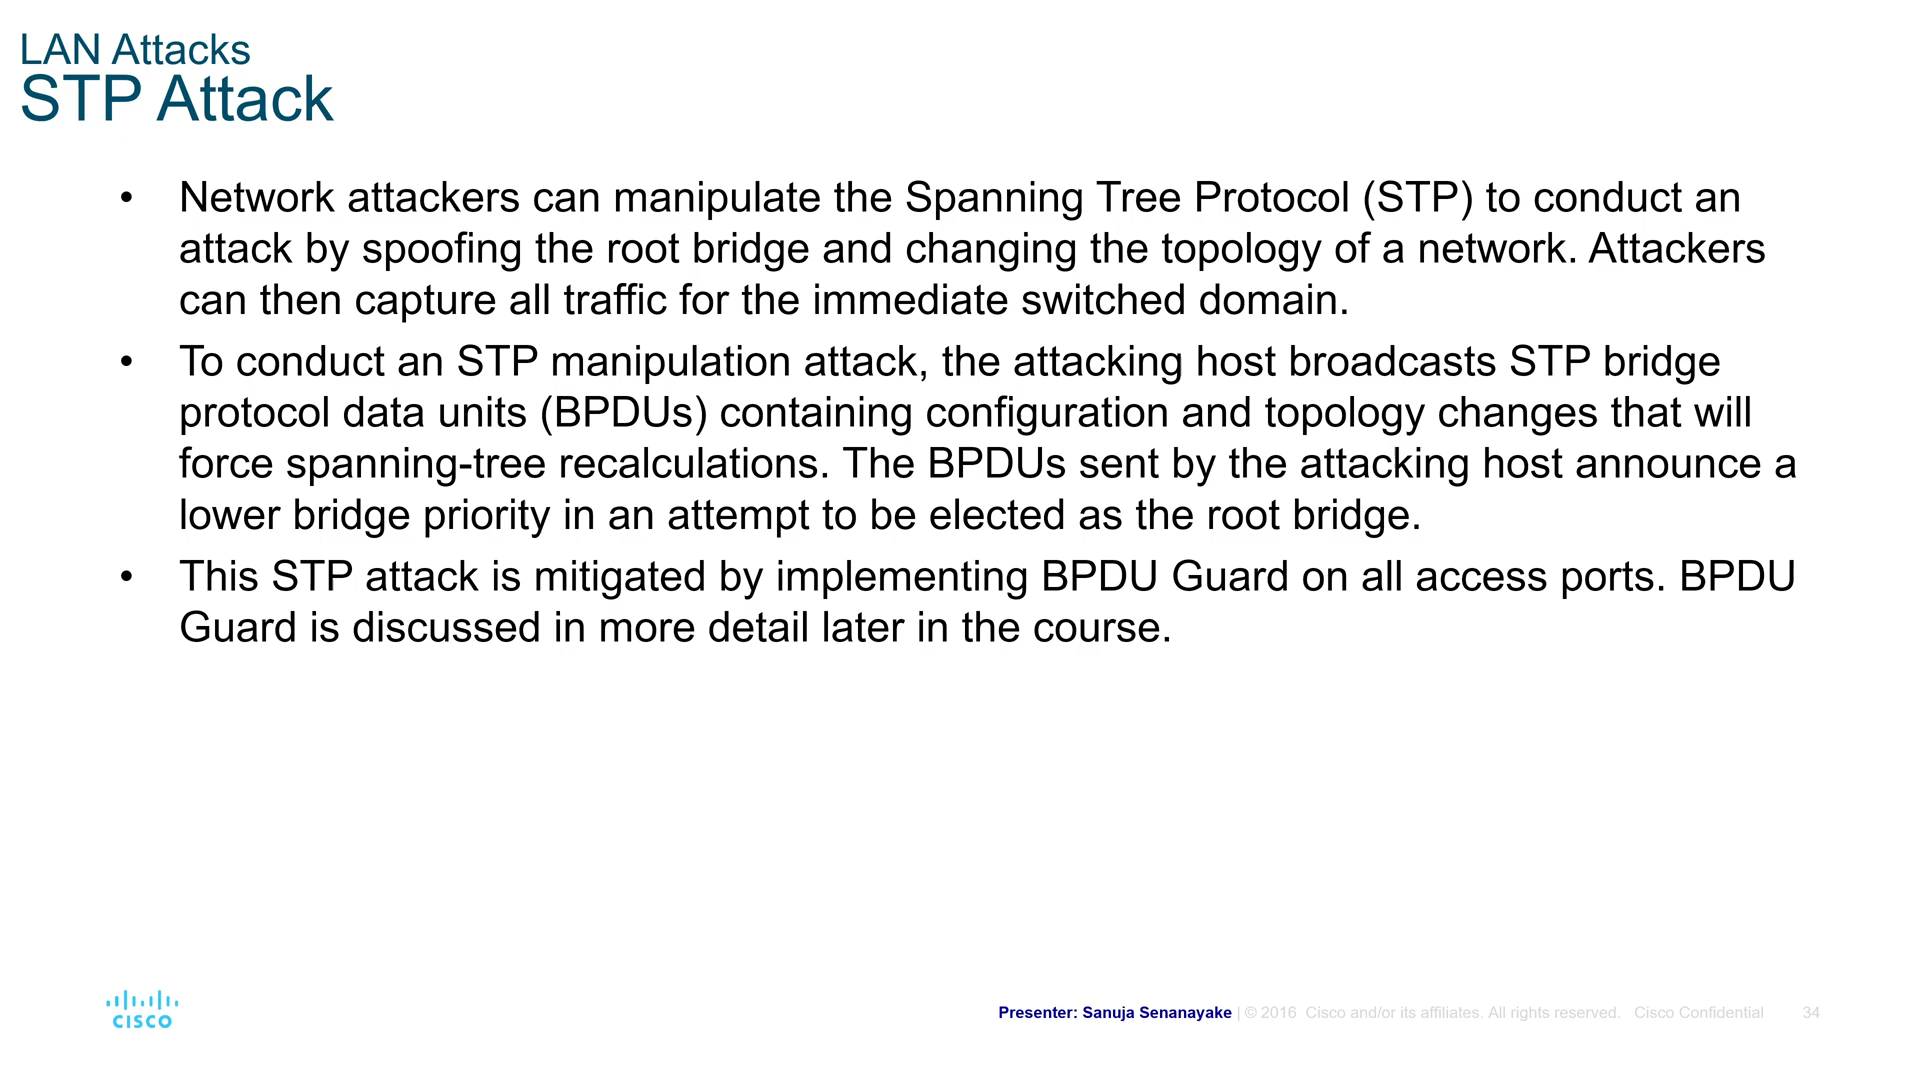 LAN Attacks
STP Attack
• Network attackers can manipulate the Spanning Tree Protocol (STP) to conduct an
attack by spoofing the root bridge and changing the topology of a network. Attackers
can then capture all traffic for the immediate switched domain.
• To conduct an STP manipulation attack, the attacking host broadcasts STP bridge
protocol data units (BPDUs) containing configuration and topology changes that will
force spanning-tree recalculations. The BPDUs sent by the attacking host announce a
lower bridge priority in an attempt to be elected as the root bridge.
• This STP attack is mitigated by implementing BPDU Guard on all access ports. BPDU
Guard is discussed in more detail later in the course.
CISCO
Presenter: Sanuja Senanayake | © 2016 Cisco and/or its affiliates. All rights reserved. Cisco Confidential 34